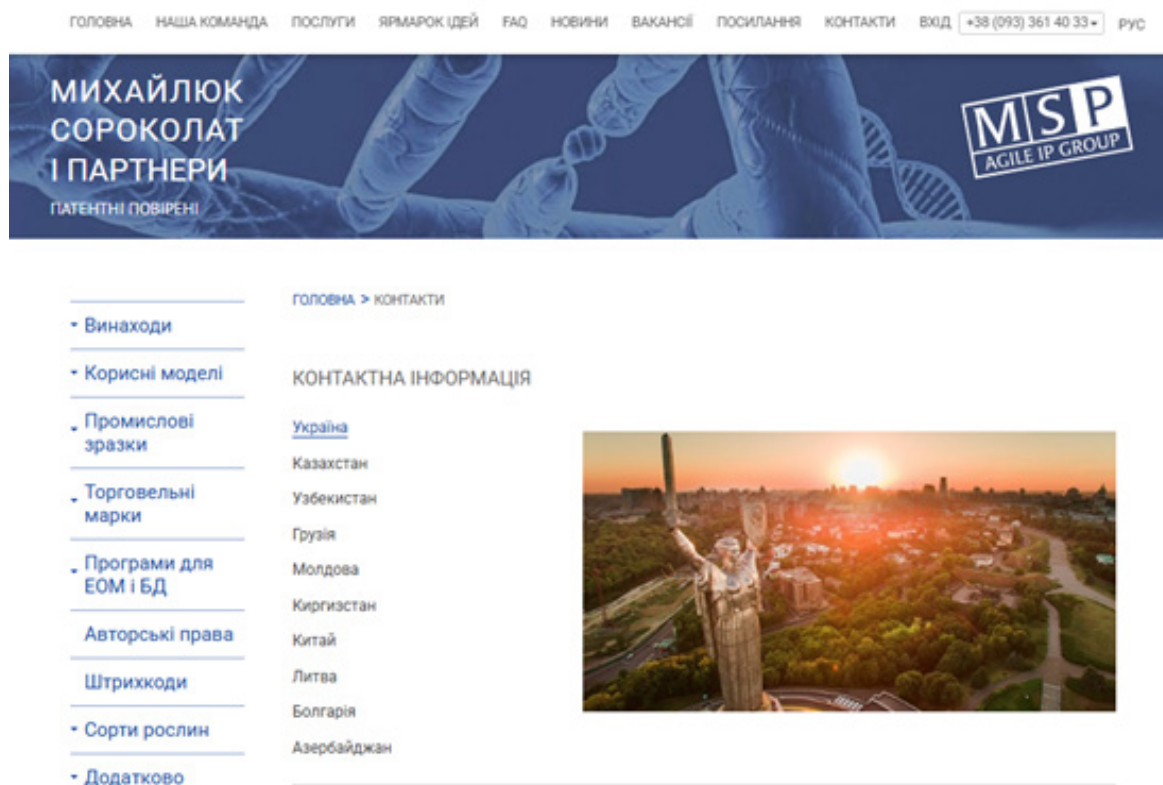 ГОЛОВНА НАША КОМАНДА ПОСЛУГИ ЯРМАРОК ІДЕЙ FAQ НОВИНИ ВАКАНСІЇ ПОСИЛАННЯ КОНТАКТИ ВХІД +38 (093) 361 40 33 РУС
МИХАЙЛЮК
СОРОКОЛАТ
І ПАРТНЕРИ
ПАТЕНТНІ ПОВІРЕНІ
MSP
AGILE IP GROUP
Винаходи
Корисні моделі
Промислові
зразки
Торговельні
марки
Програми для
ЕОМ і БД
Авторські права
Штрихкоди
Сорти рослин
Додатково
ГОЛОВНА > КОНТАКТИ
КОНТАКТНА ІНФОРМАЦІЯ
Україна
Казахстан
Узбекистан
Грузія
Молдова
Киргизстан
Китай
Литва
Болгарія
Азербайджан